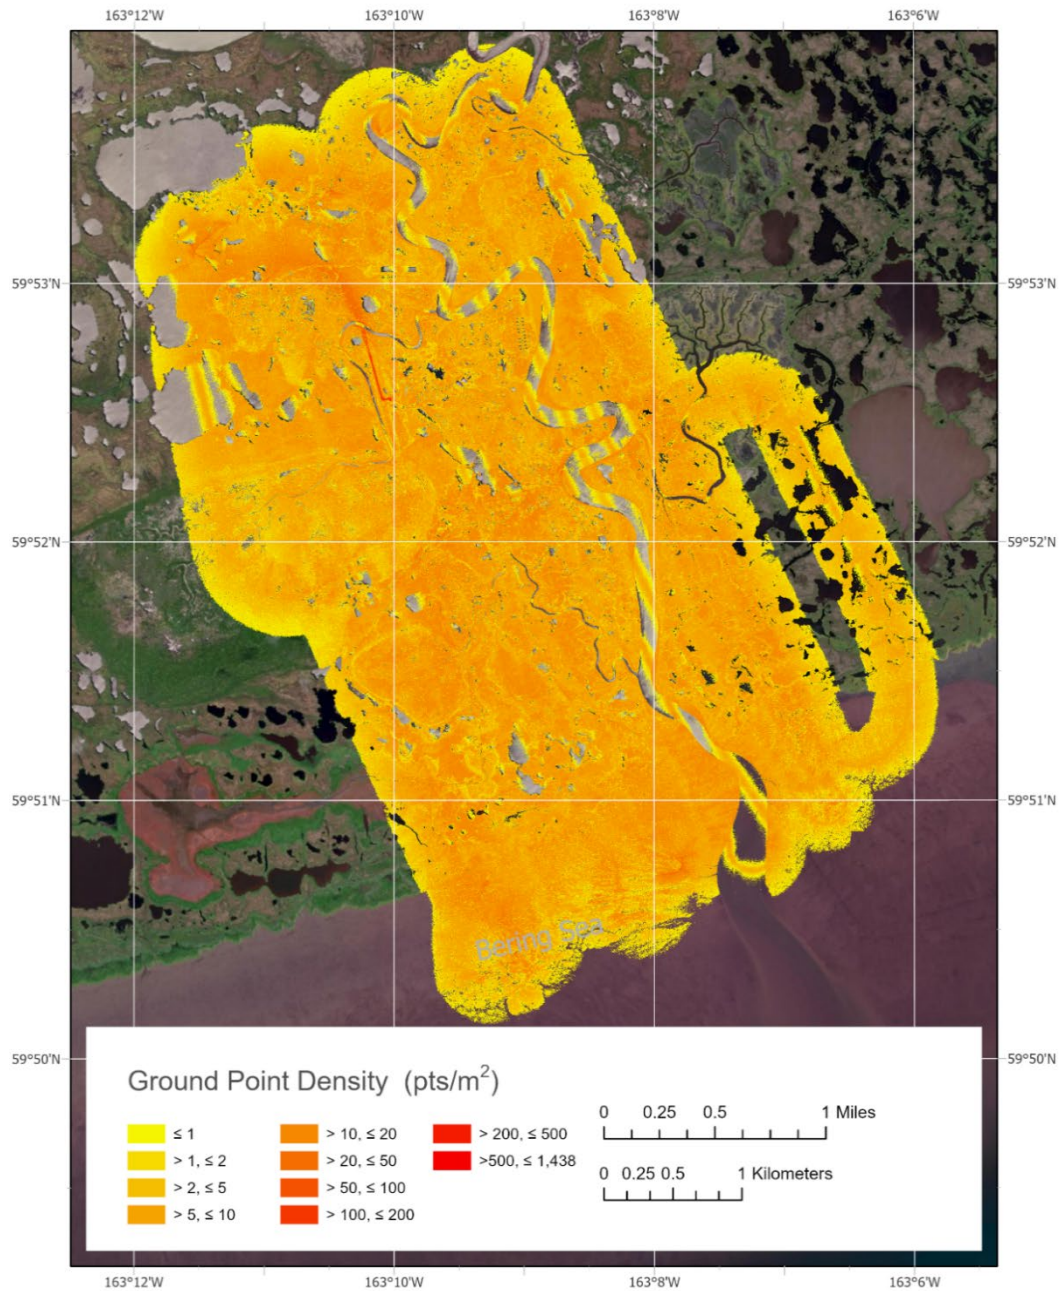 163°12'W 163°10'W 163°8'W 163°6'W
59°53'N 59°53'N
59°52'N 59°52'N
59°51'N 59°51'N
Bering Sea
59°50'N 59°50'N
Ground Point Density (pts/m²)
≤ 1
> 1, ≤ 2
> 2, ≤ 5
> 5, ≤ 10
> 10, ≤ 20
> 20, ≤ 50
> 50, ≤ 100
> 100, ≤ 200
> 200, ≤ 500
>500, ≤ 1,438
0 0.25 0.5 1 Miles
0 0.25 0.5 1 Kilometers
163°12'W 163°10'W 163°8'W 163°6'W